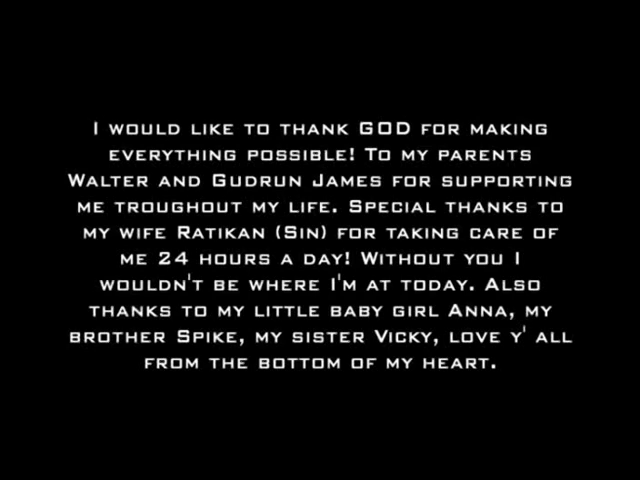 I WOULD LIKE TO THANK GOD FOR MAKING
EVERYTHING POSSIBLE! TO MY PARENTS
WALTER AND GUDRUN JAMES FOR SUPPORTING
ME TROUGHOUT MY LIFE. SPECIAL THANKS TO
MY WIFE RATIKAN (SIN) FOR TAKING CARE OF
ME 24 HOURS A DAY! WITHOUT YOU I
WOULDN'T BE WHERE I'M AT TODAY. ALSO
THANKS TO MY LITTLE BABY GIRL ANNA, MY
BROTHER SPIKE, MY SISTER VICKY, LOVE Y' ALL
FROM THE BOTTOM OF MY HEART.